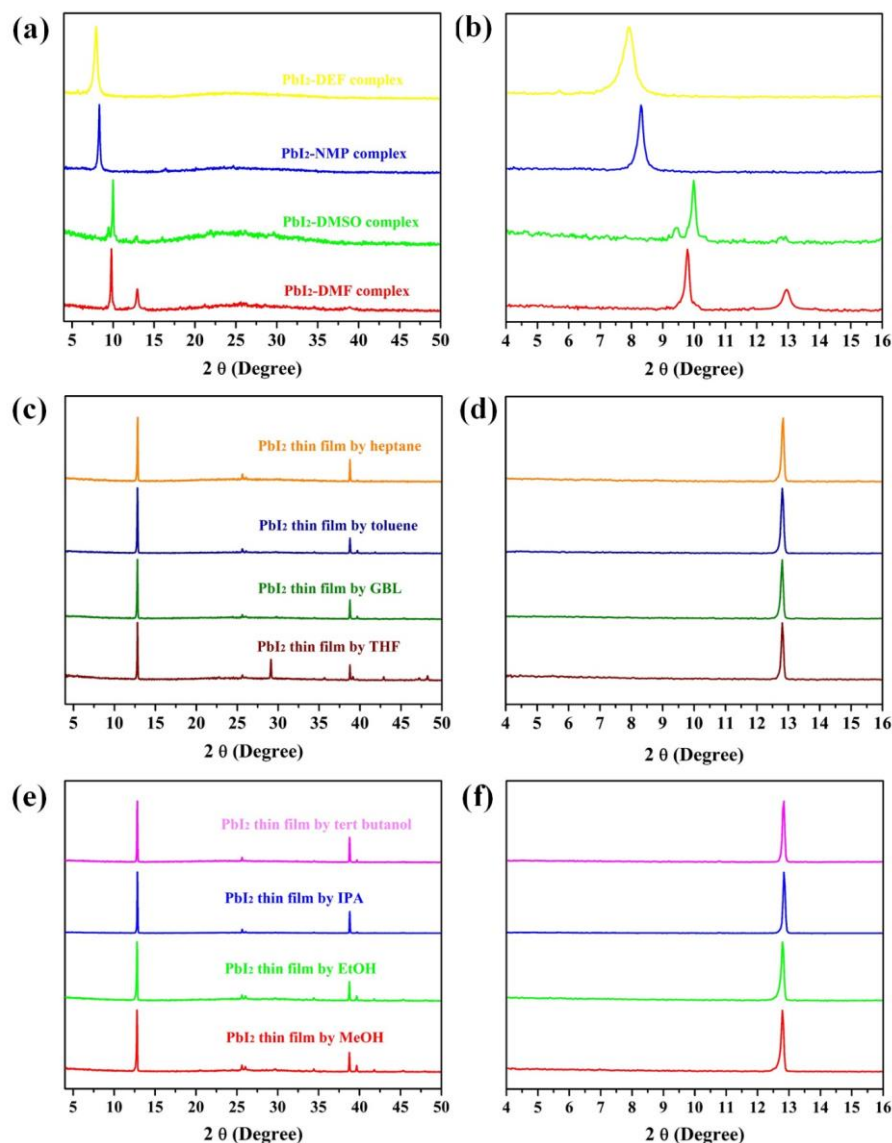 (a)
PbI₂-DEF complex
PbI₂-NMP complex
PbI₂-DMSO complex
PbI₂-DMF complex
5 10 15 20 25 30 35 40 45 50
2 θ (Degree)
(b)
4 5 6 7 8 9 10 11 12 13 14 15 16
2 θ (Degree)
(c)
PbI₂ thin film by heptane
PbI₂ thin film by toluene
PbI₂ thin film by GBL
PbI₂ thin film by THF
5 10 15 20 25 30 35 40 45 50
2 θ (Degree)
(d)
4 5 6 7 8 9 10 11 12 13 14 15 16
2 θ (Degree)
(e)
PbI₂ thin film by tert butanol
PbI₂ thin film by IPA
PbI₂ thin film by EtOH
PbI₂ thin film by MeOH
5 10 15 20 25 30 35 40 45 50
2 θ (Degree)
(f)
4 5 6 7 8 9 10 11 12 13 14 15 16
2 θ (Degree)